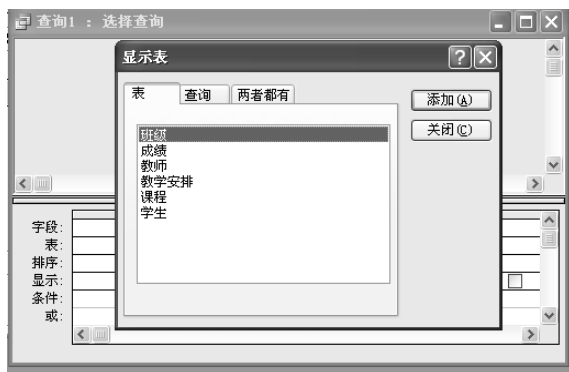 查询1 : 选择查询
显示表
表 查询 两者都有
添加(A)
关闭(C)
班级
成绩
教师
教学安排
课程
学生
字段:
表:
排序:
显示:
条件:
或: